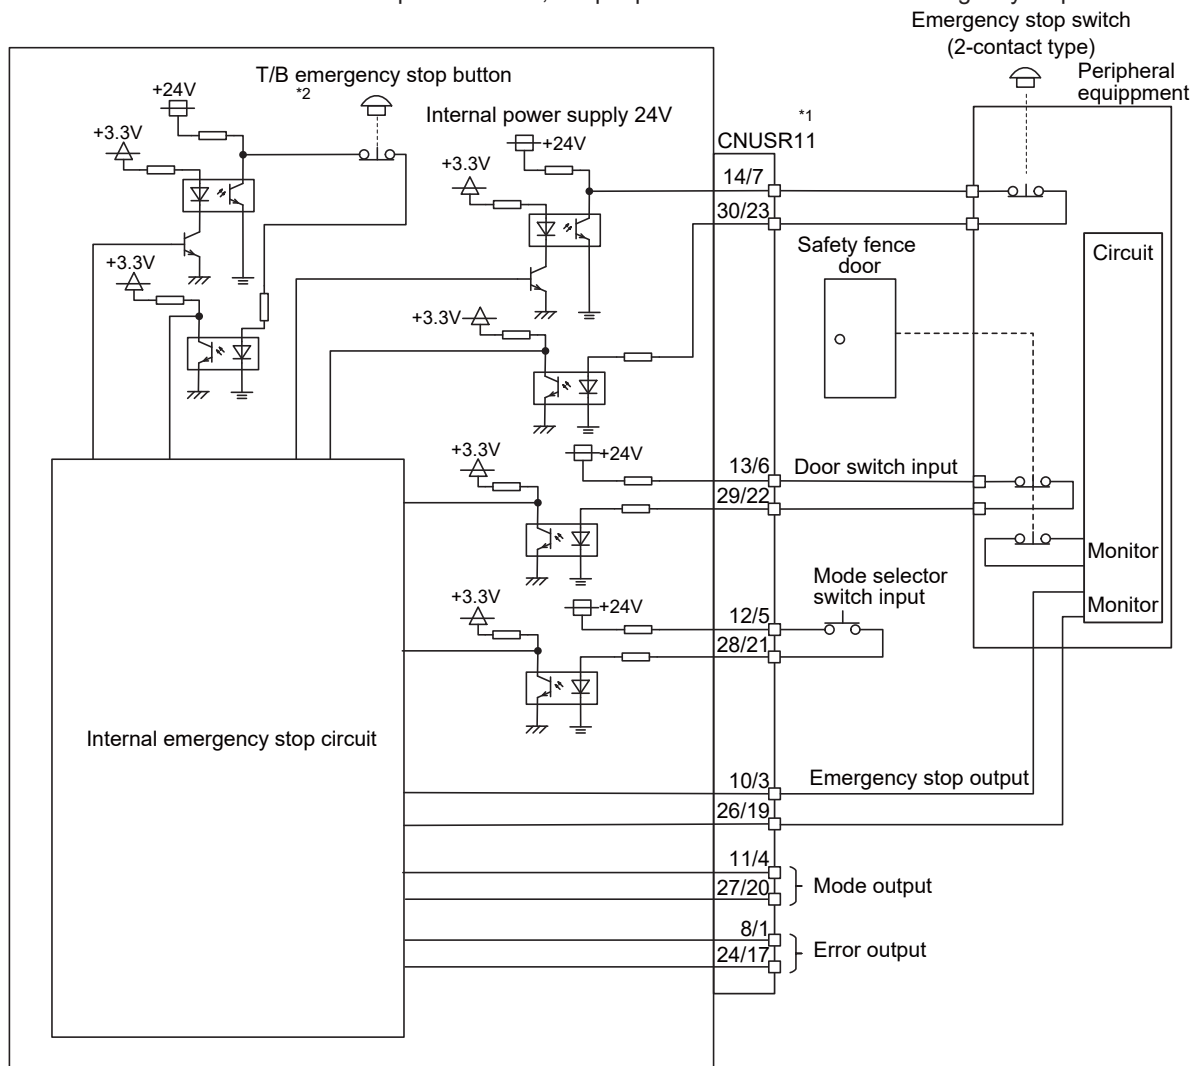 Emergency stop switch
(2-contact type)
T/B emergency stop button
*2
Peripheral
equippment
+24V
Internal power supply 24V
*1
CNUSR11
+3.3V
+24V
+3.3V
14/7
30/23
Safety fence
door
Circuit
+3.3V
+3.3V
+3.3V
+24V
13/6
Door switch input
29/22
Monitor
Mode selector
switch input
+3.3V
+24V
12/5
Monitor
28/21
Internal emergency stop circuit
10/3
Emergency stop output
26/19
11/4
27/20
Mode output
8/1
24/17
Error output